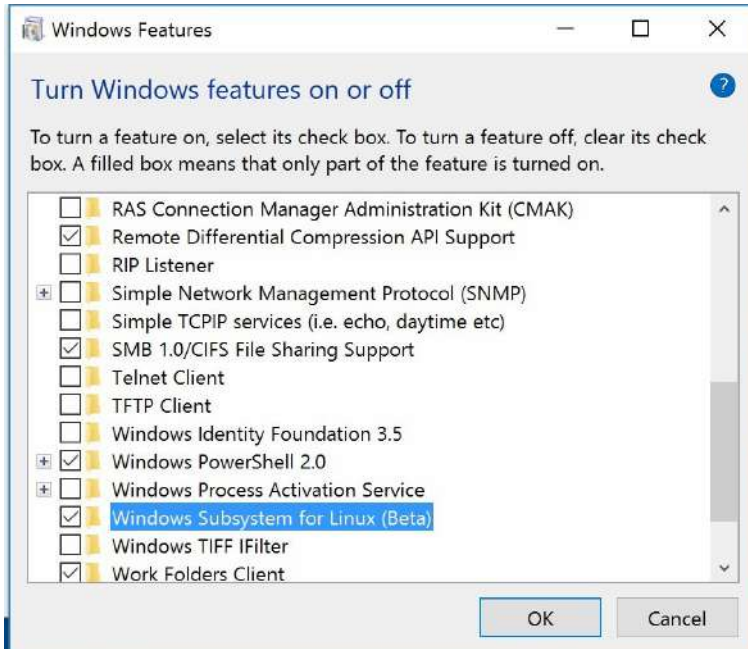 Windows Features
Turn Windows features on or off
?
To turn a feature on, select its check box. To turn a feature off, clear its check
box. A filled box means that only part of the feature is turned on.
RAS Connection Manager Administration Kit (CMAK)
Remote Differential Compression API Support
RIP Listener
Simple Network Management Protocol (SNMP)
Simple TCPIP services (i.e. echo, daytime etc)
SMB 1.0/CIFS File Sharing Support
Telnet Client
TFTP Client
Windows Identity Foundation 3.5
Windows PowerShell 2.0
Windows Process Activation Service
Windows Subsystem for Linux (Beta)
Windows TIFF IFilter
Work Folders Client
OK Cancel